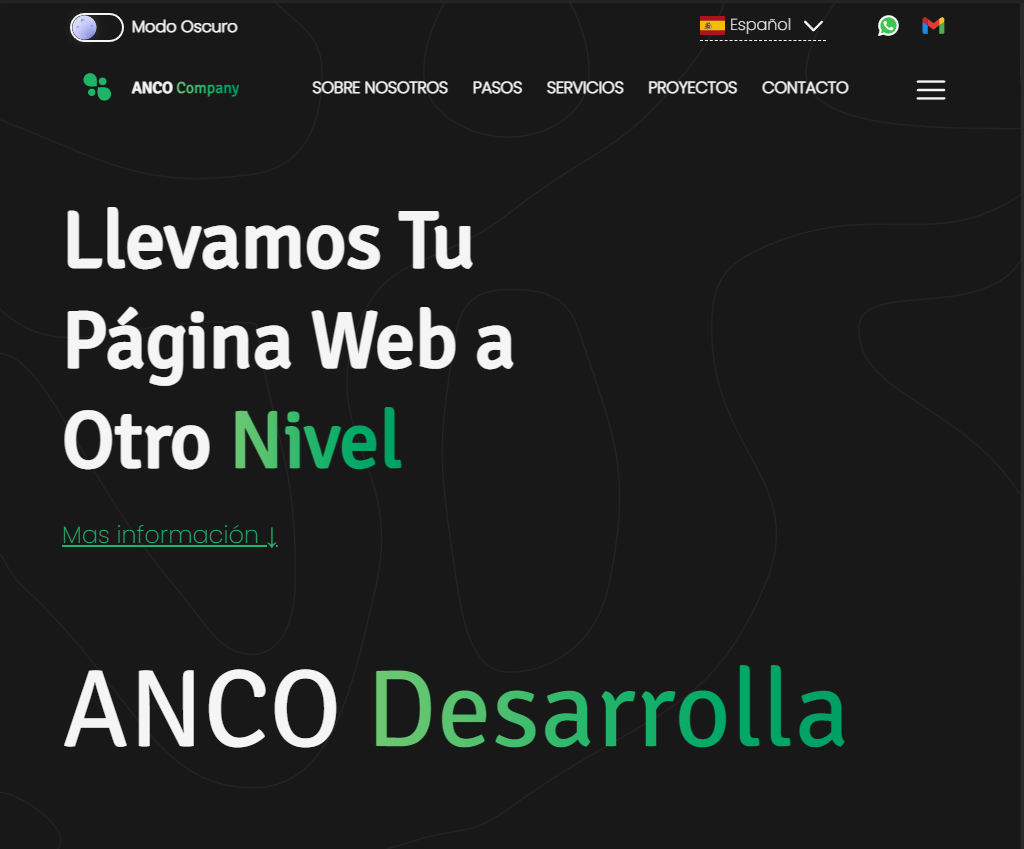 Modo Oscuro
Español
ANCO Company
SOBRE NOSOTROS PASOS SERVICIOS PROYECTOS CONTACTO
Llevamos Tu
Página Web a
Otro Nivel
Mas información ↓
ANCO Desarrolla